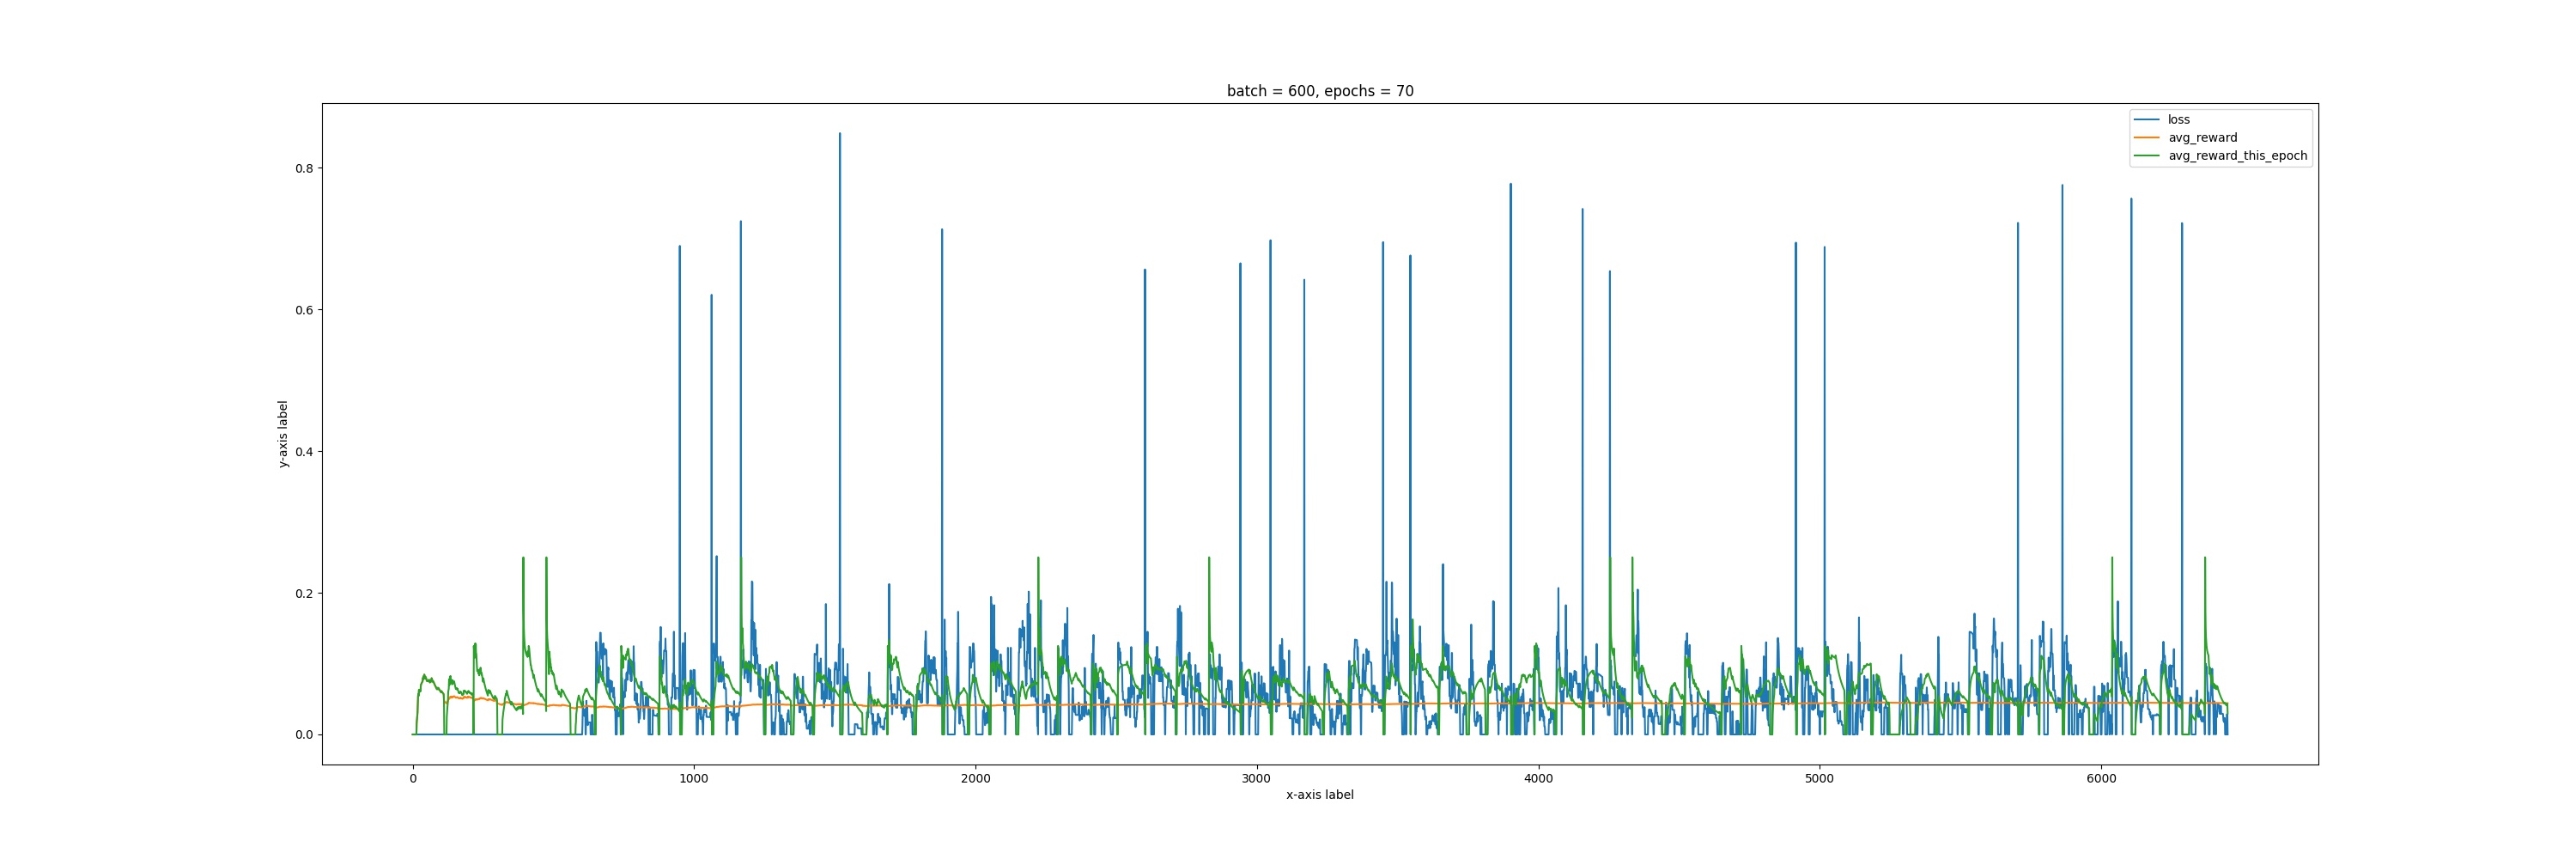 batch = 600, epochs = 70
loss
avg_reward
avg_reward_this_epoch
0.8
0.6
0.4
0.2
0.0
y-axis label
0 1000 2000 3000 4000 5000 6000
x-axis label